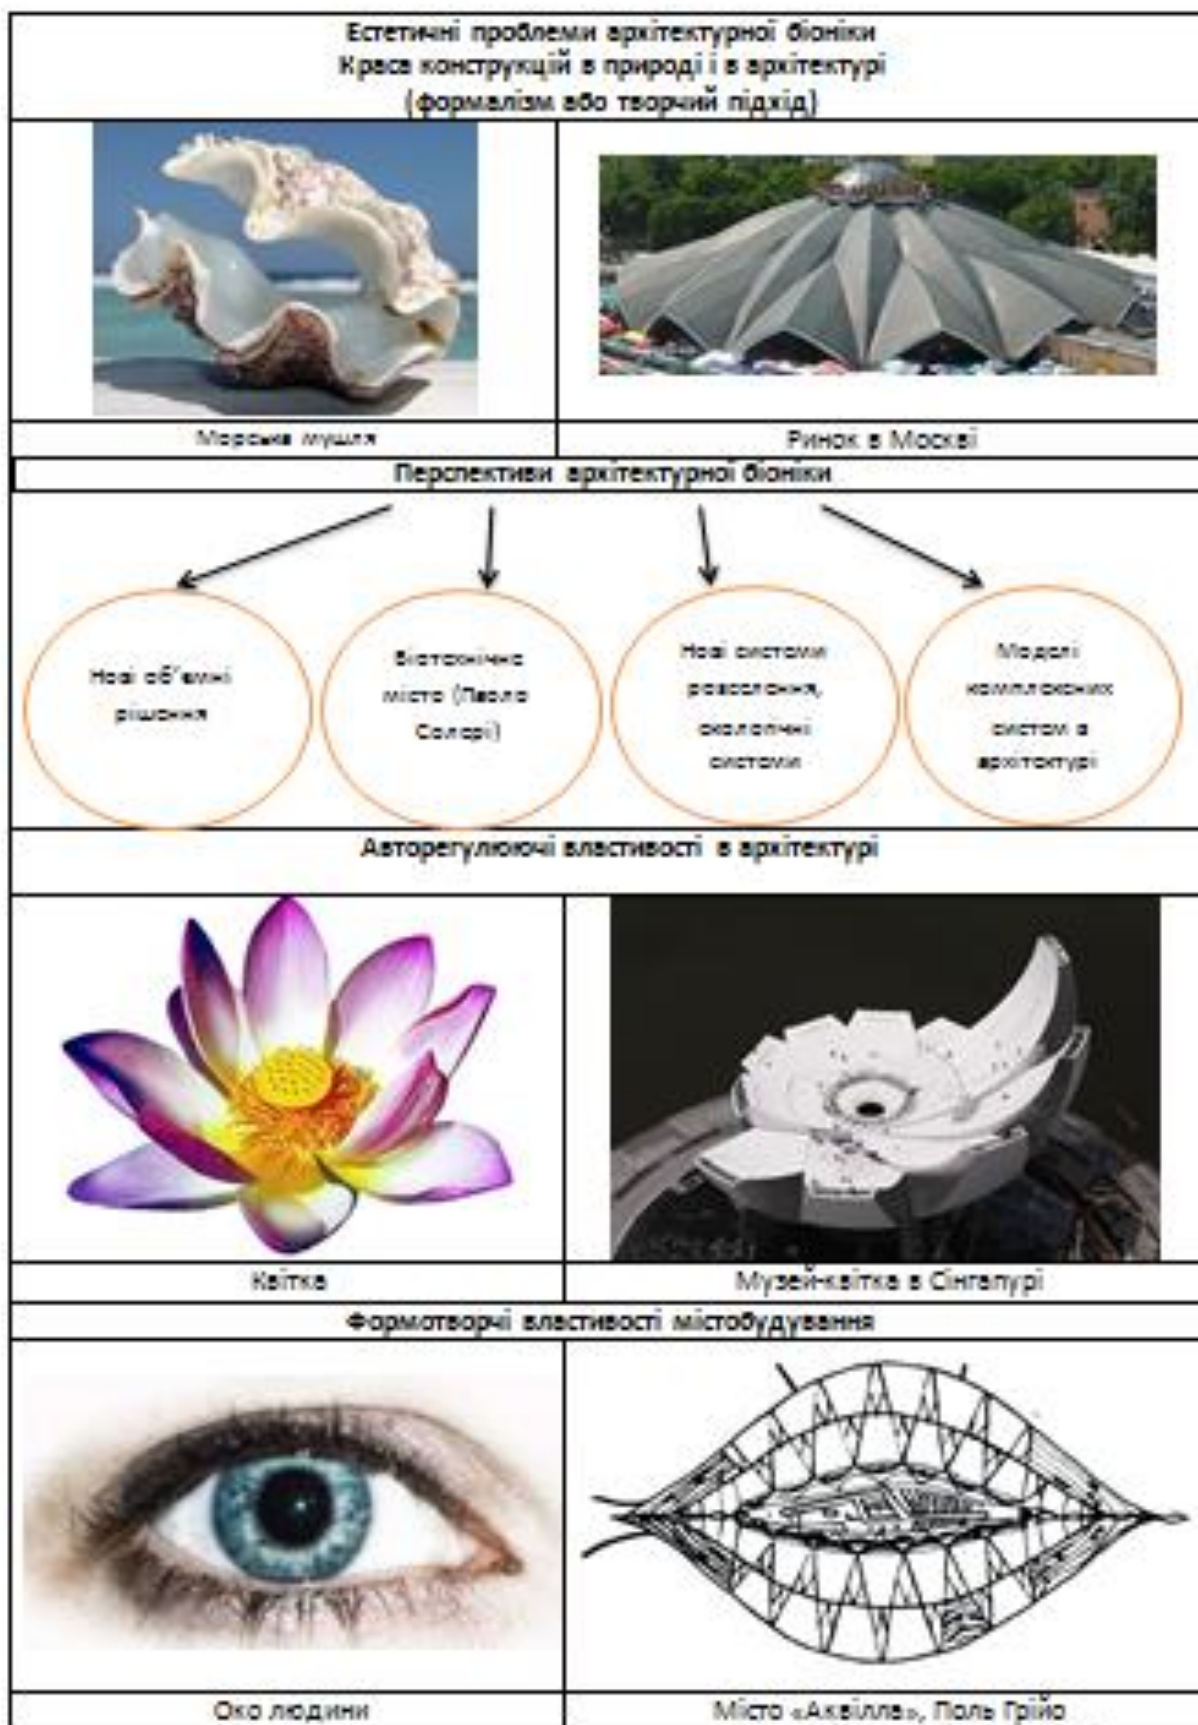 Естетичні проблеми архітектурної біоніки
Краса конструкцій в природі і в архітектурі
(формалізм або творчий підхід)
Морська мушля
Ринок в Москві
Перспективи архітектурної біоніки
Нові об'ємні
рішення
Біотехнічне
місто (Паоло
Солері)
Нові системи
розселення,
екологічні
системи
Моделі
комплексних
систем в
архітектурі
Авторегулюючі властивості в архітектурі
Квітка
Музей-квітка в Сінгапурі
Формотворчі властивості містобудування
Око людини
Місто «Аквілла», Поль Грійо